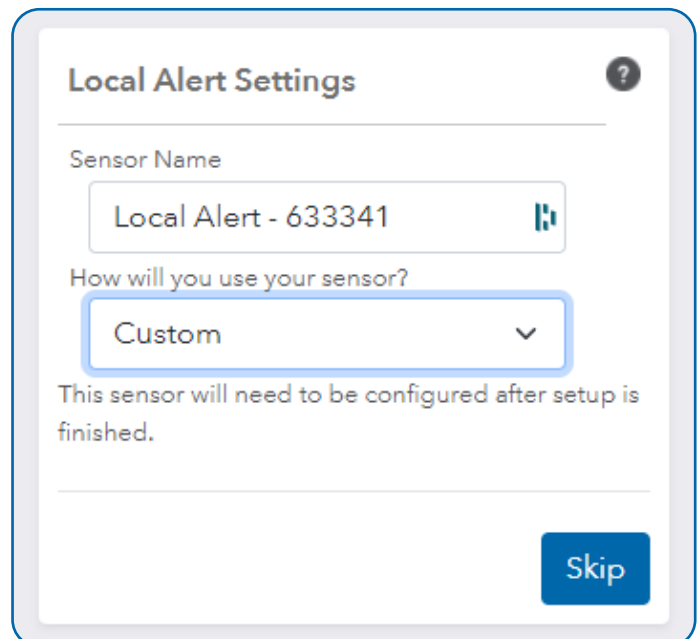 Local Alert Settings
?
Sensor Name
Local Alert - 633341
How will you use your sensor?
Custom
This sensor will need to be configured after setup is
finished.
Skip